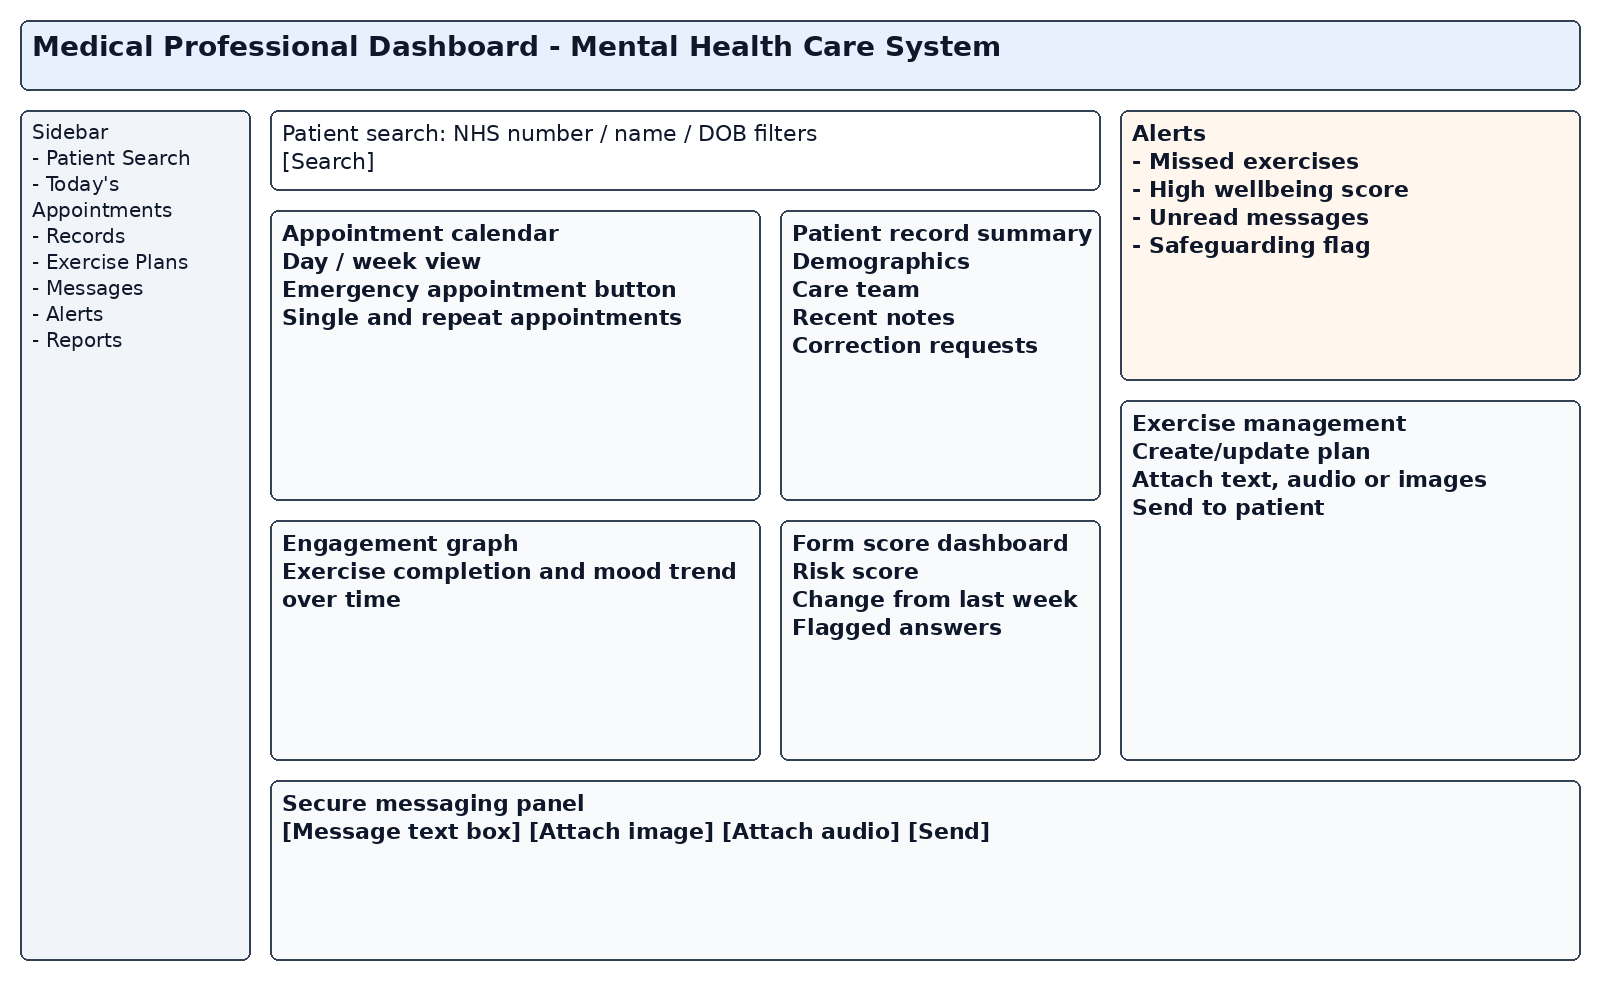 Medical Professional Dashboard - Mental Health Care System
Sidebar
- Patient Search
- Today's
Appointments
- Records
- Exercise Plans
- Messages
- Alerts
- Reports
Patient search: NHS number / name / DOB filters
[Search]
Appointment calendar
Day / week view
Emergency appointment button
Single and repeat appointments
Patient record summary
Demographics
Care team
Recent notes
Correction requests
Alerts
- Missed exercises
- High wellbeing score
- Unread messages
- Safeguarding flag
Exercise management
Create/update plan
Attach text, audio or images
Send to patient
Engagement graph
Exercise completion and mood trend
over time
Form score dashboard
Risk score
Change from last week
Flagged answers
Secure messaging panel
[Message text box] [Attach image] [Attach audio] [Send]